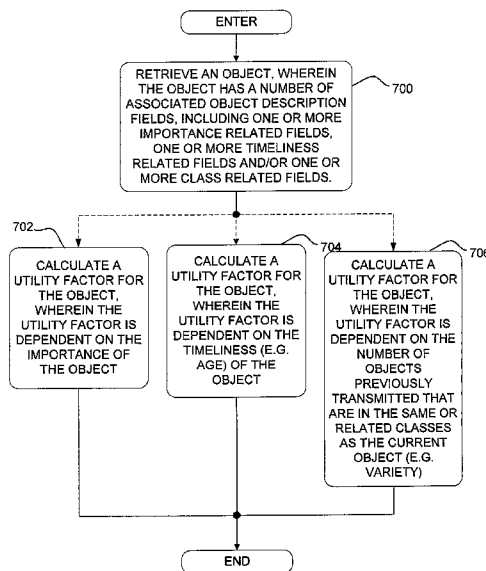 ENTER
RETRIEVE AN OBJECT, WHEREIN
THE OBJECT HAS A NUMBER OF
ASSOCIATED OBJECT DESCRIPTION
FIELDS, INCLUDING ONE OR MORE
IMPORTANCE RELATED FIELDS,
ONE OR MORE TIMELINESS
RELATED FIELDS AND/OR ONE OR
MORE CLASS RELATED FIELDS.
700
702
CALCULATE A
UTILITY FACTOR FOR
THE OBJECT,
WHEREIN THE
UTILITY FACTOR IS
DEPENDENT ON THE
IMPORTANCE OF
THE OBJECT
704
CALCULATE A
UTILITY FACTOR FOR
THE OBJECT,
WHEREIN THE
UTILITY FACTOR IS
DEPENDENT ON THE
TIMELINESS (E.G.
AGE) OF THE
OBJECT
706
CALCULATE A
UTILITY FACTOR FOR
THE OBJECT,
WHEREIN THE
UTILITY FACTOR IS
DEPENDENT ON THE
NUMBER OF
OBJECTS
PREVIOUSLY
TRANSMITTED THAT
ARE IN THE SAME OR
RELATED CLASSES
AS THE CURRENT
OBJECT (E.G.
VARIETY)
END